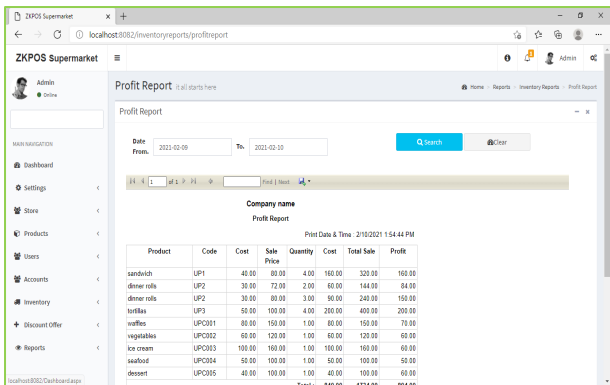 ZKPOS Supermarket
localhost:8082/inventoryreports/profitreport
ZKPOS Supermarket
Admin
Admin
Online
Profit Report it all starts here
Home > Reports > Inventory Reports > Profit Report
Profit Report
MAIN NAVIGATION
Dashboard
Settings
Store
Products
Users
Accounts
Inventory
Discount Offer
Reports
Date From. 2021-02-09 To. 2021-02-10 Search Clear
1 of 1 Find | Next
Company name
Profit Report
Print Date & Time : 2/10/2021 1:54:44 PM
Product Code Cost Sale Price Quantity Cost Total Sale Profit
sandwich UP1 40.00 80.00 4.00 160.00 320.00 160.00
dinner rolls UP2 30.00 72.00 2.00 60.00 144.00 84.00
dinner rolls UP2 30.00 80.00 3.00 90.00 240.00 150.00
tortillas UP3 50.00 100.00 4.00 200.00 400.00 200.00
waffles UPC001 80.00 150.00 1.00 80.00 150.00 70.00
vegetables UPC002 60.00 120.00 1.00 60.00 120.00 60.00
ice cream UPC003 100.00 160.00 1.00 100.00 160.00 60.00
seafood UPC004 50.00 100.00 1.00 50.00 100.00 50.00
dessert UPC005 40.00 100.00 1.00 40.00 100.00 60.00
localhost:8082/Dashboard.aspx